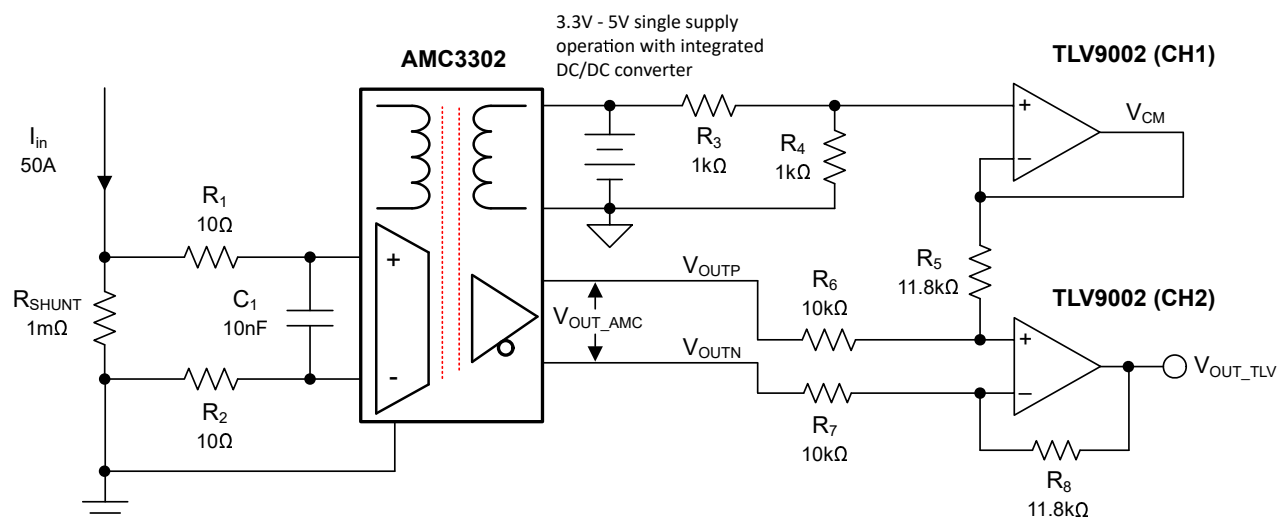 3.3V - 5V single supply
operation with integrated
DC/DC converter
AMC3302
TLV9002 (CH1)
I_in
50A
R_3
1kΩ
R_4
1kΩ
+
-
V_CM
R_1
10Ω
R_SHUNT
1mΩ
C_1
10nF
R_2
10Ω
+
-
V_OUTP
V_OUT_AMC
V_OUTN
R_5
11.8kΩ
R_6
10kΩ
R_7
10kΩ
TLV9002 (CH2)
+
-
V_OUT_TLV
R_8
11.8kΩ